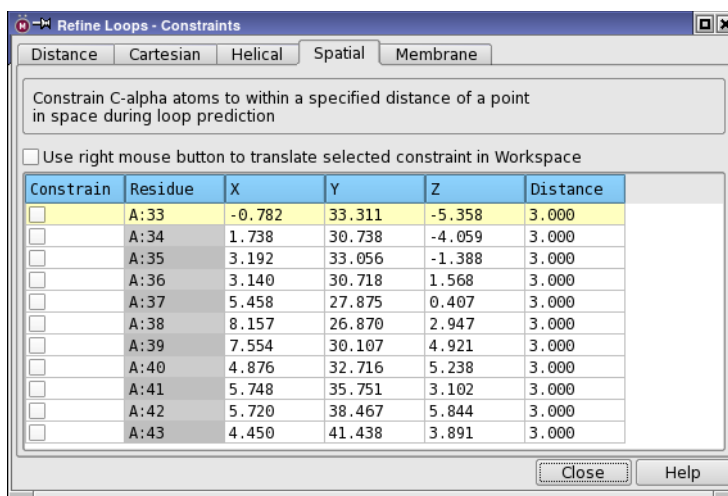 Refine Loops - Constraints
Distance Cartesian Helical Spatial Membrane
Constrain C-alpha atoms to within a specified distance of a point
in space during loop prediction
Use right mouse button to translate selected constraint in Workspace
Constrain Residue X Y Z Distance
A:33 -0.782 33.311 -5.358 3.000
A:34 1.738 30.738 -4.059 3.000
A:35 3.192 33.056 -1.388 3.000
A:36 3.140 30.718 1.568 3.000
A:37 5.458 27.875 0.407 3.000
A:38 8.157 26.870 2.947 3.000
A:39 7.554 30.107 4.921 3.000
A:40 4.876 32.716 5.238 3.000
A:41 5.748 35.751 3.102 3.000
A:42 5.720 38.467 5.844 3.000
A:43 4.450 41.438 3.891 3.000
Close Help